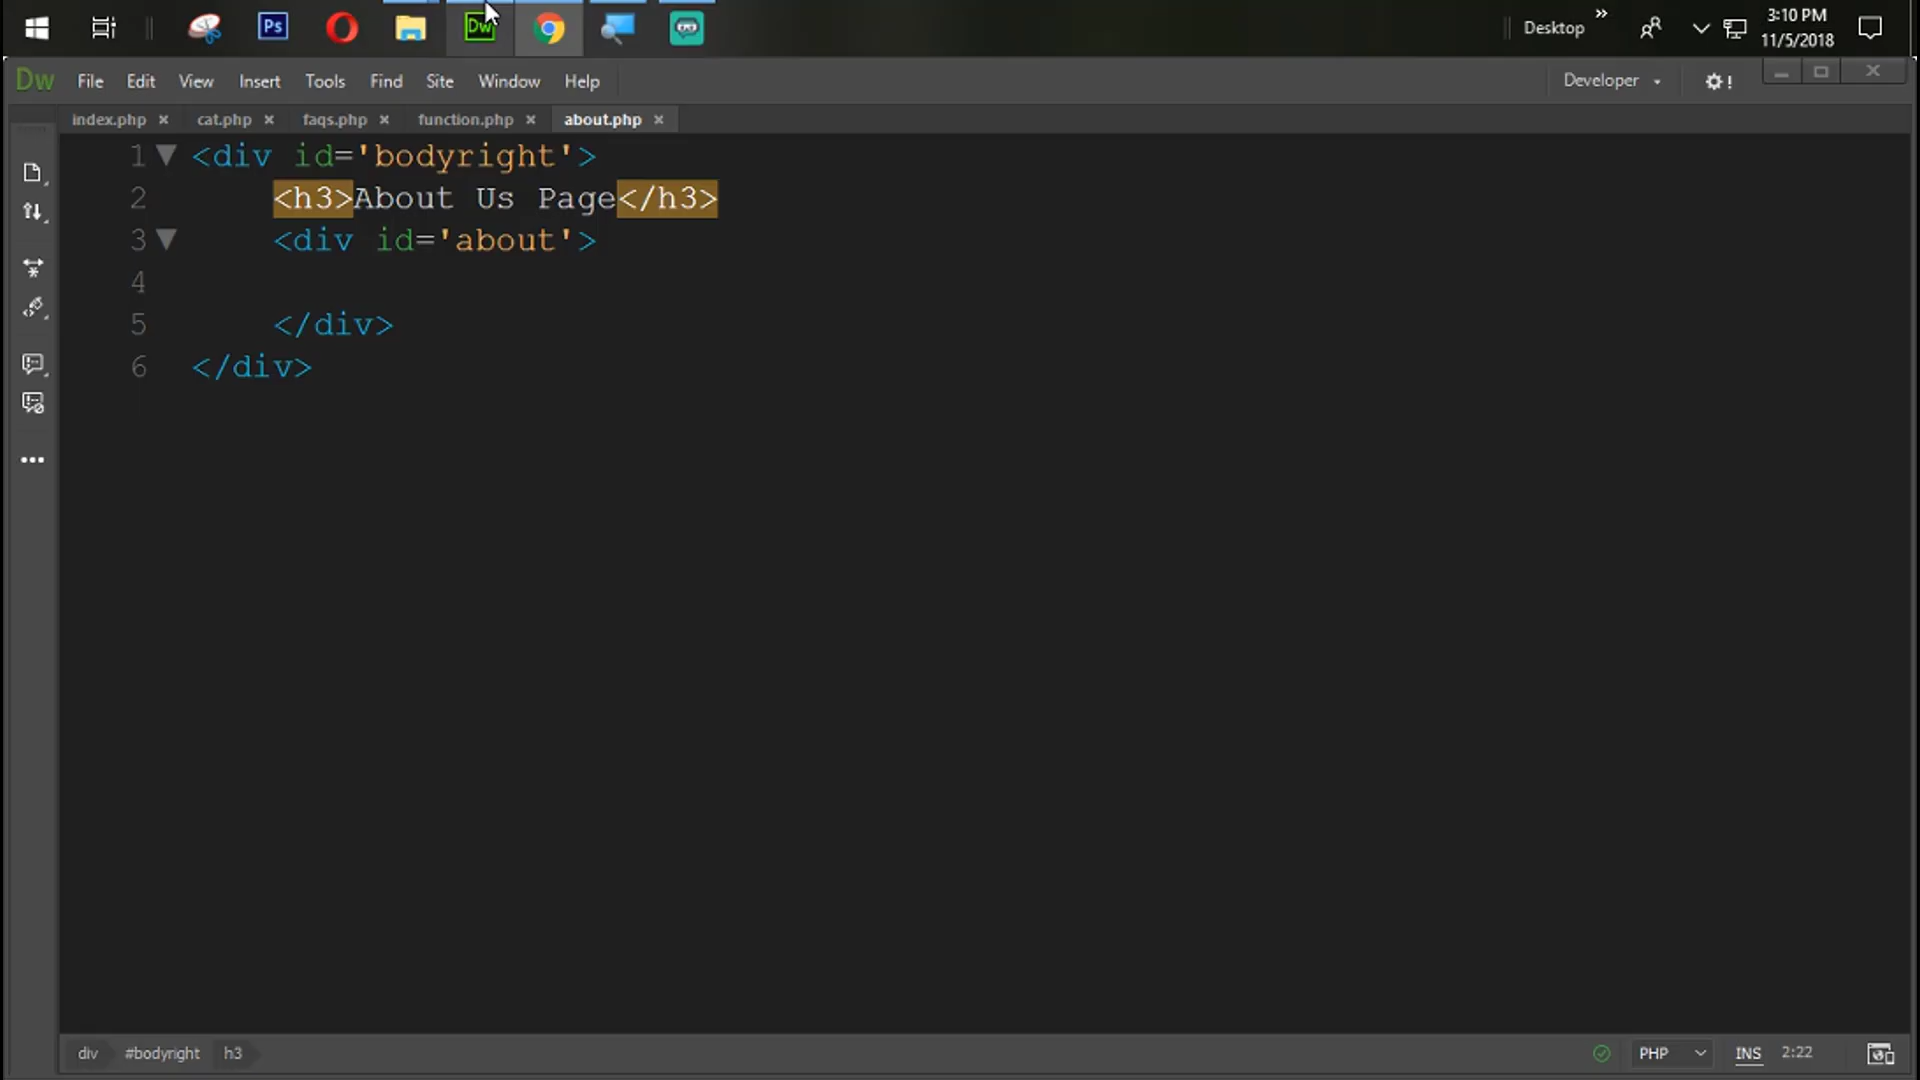 Ps
Dw
Desktop
»
3:10 PM
11/5/2018
Dw File Edit View Insert Tools Find Site Window Help
Developer
!
index.php × cat.php × faqs.php × function.php × about.php ×
1 <div id='bodyright'>
2 <h3>About Us Page</h3>
3 <div id='about'>
4
5 </div>
6 </div>
div #bodyright h3
PHP INS 2:22